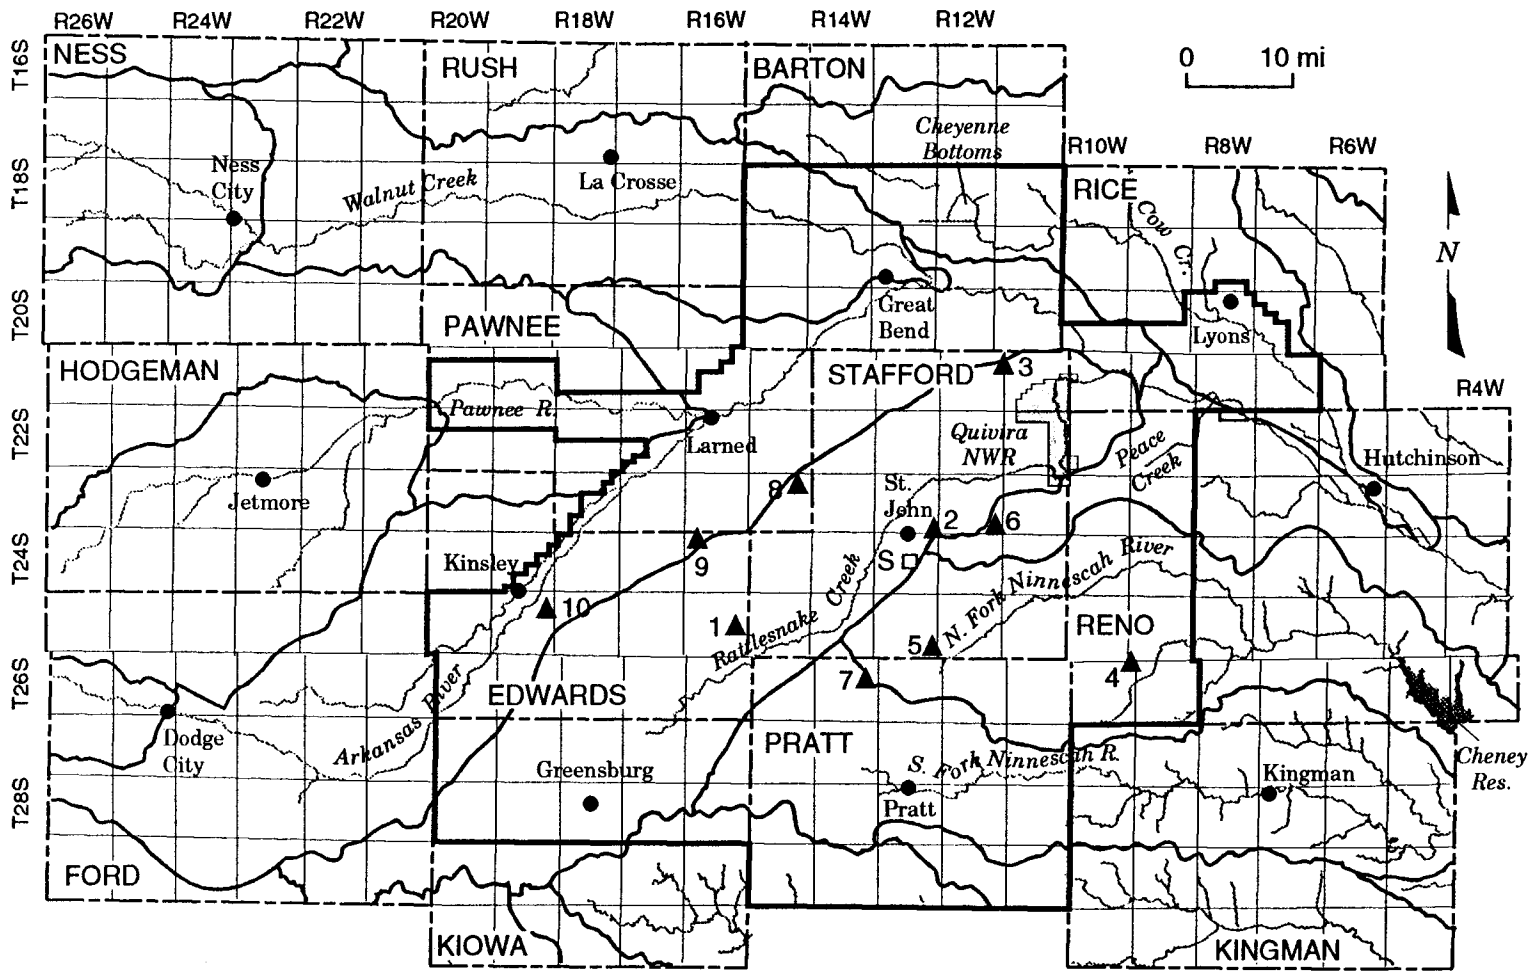 R26W R24W R22W R20W R18W R16W R14W R12W
T16S
NESS
RUSH
BARTON
0 10 mi
Cheyenne
Bottoms
R10W R8W R6W
T18S
Ness
City
Walnut Creek
La Crosse
RICE
Cow Cr.
N
T20S
PAWNEE
Great
Bend
Lyons
HODGEMAN
STAFFORD
3
R4W
T22S
Pawnee R.
Larned
Quivira
NWR
Peace
Creek
Hutchinson
Jetmore
8
St.
John
2
6
T24S
Kinsley
9
S
Rattlesnake Creek
N. Fork Ninnescah River
10
1
5
RENO
4
T26S
EDWARDS
7
Arkansas River
Dodge
City
PRATT
Cheney
Res.
Greensburg
S. Fork Ninnescah R.
Pratt
Kingman
T28S
FORD
KIOWA
KINGMAN